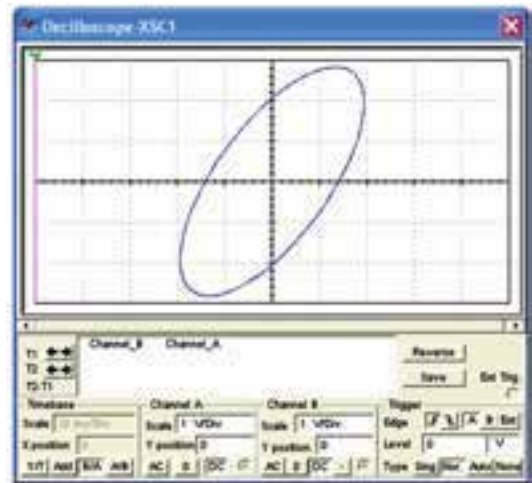 Oscilloscope-XSC1
Channel_B Channel_A
T1
T2
T2-T1
Reverse
Save
Ext Trig
Timebase
Channel A
Channel B
Trigger
Scale
Scale 1 V/Div
Scale 1 V/Div
Edge A B Ext
X position
Y position 0
Y position 0
Level 0 V
Y/T Add B/A A/B
AC 0 DC
AC 0 DC -
Type Sing Nor Auto None